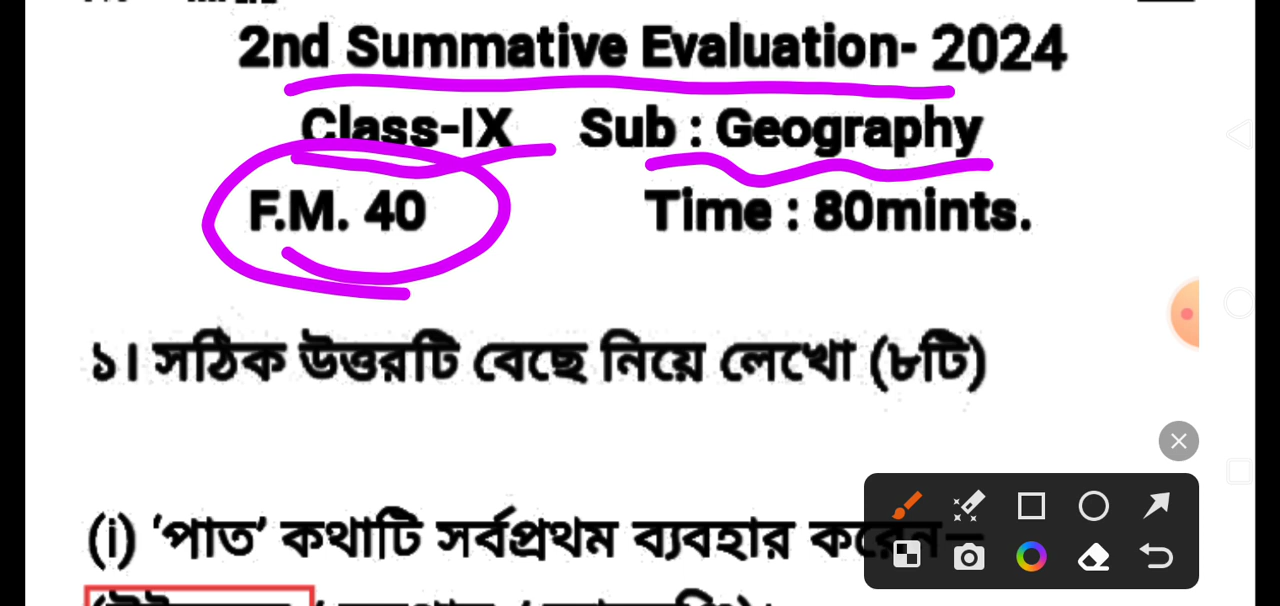 2nd Summative Evaluation- 2024
Class-IX Sub : Geography
F.M. 40 Time : 80mints.
১। সঠিক উত্তরটি বেছে নিয়ে লেখো (৮টি)
(i) ‘পাত’ কথাটি সর্বপ্রথম ব্যবহার করেন—